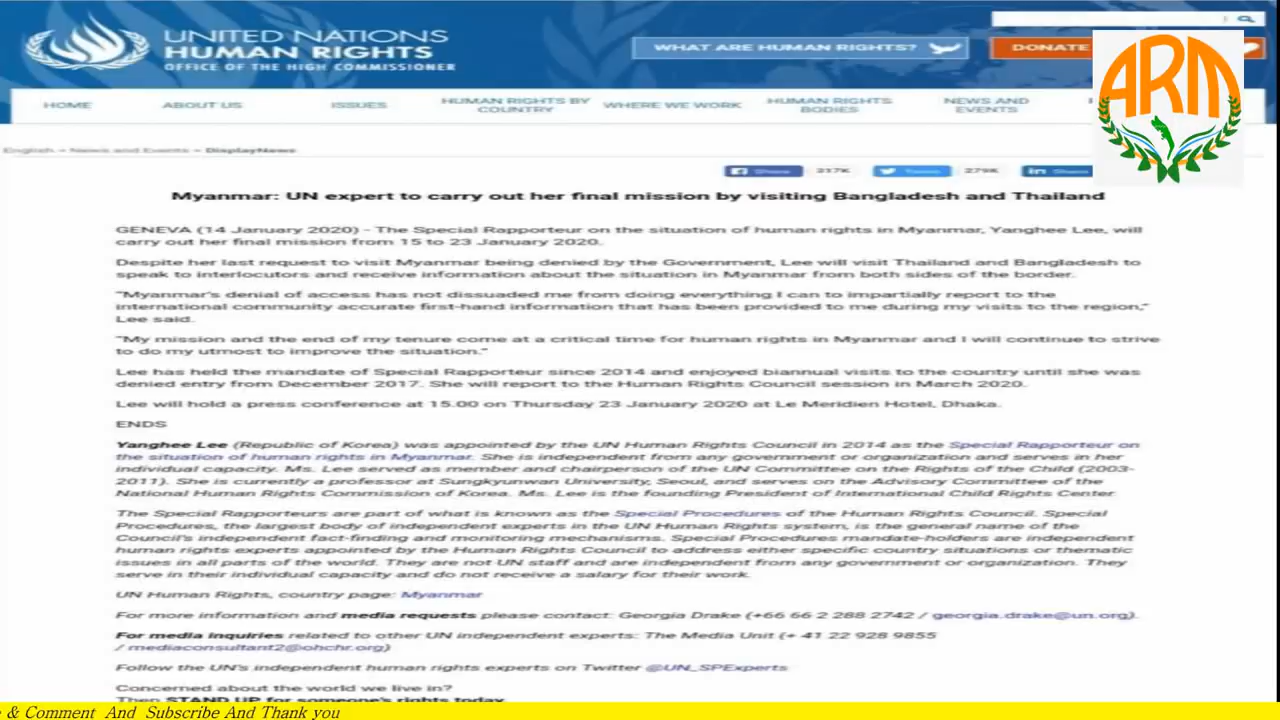 UNITED NATIONS
HUMAN RIGHTS
OFFICE OF THE HIGH COMMISSIONER
WHAT ARE HUMAN RIGHTS?
DONATE
ARM
HOME
ABOUT US
ISSUES
HUMAN RIGHTS BY
COUNTRY
WHERE WE WORK
HUMAN RIGHTS
BODIES
NEWS AND
EVENTS
English > News and Events > DisplayNews
Share 217K Tweet 279K in Share
Myanmar: UN expert to carry out her final mission by visiting Bangladesh and Thailand
GENEVA (14 January 2020) - The Special Rapporteur on the situation of human rights in Myanmar, Yanghee Lee, will
carry out her final mission from 15 to 23 January 2020.
Despite her last request to visit Myanmar being denied by the Government, Lee will visit Thailand and Bangladesh to
speak to interlocutors and receive information about the situation in Myanmar from both sides of the border.
"Myanmar's denial of access has not dissuaded me from doing everything I can to impartially report to the
international community accurate first-hand information that has been provided to me during my visits to the region,"
Lee said.
"My mission and the end of my tenure come at a critical time for human rights in Myanmar and I will continue to strive
to do my utmost to improve the situation."
Lee has held the mandate of Special Rapporteur since 2014 and enjoyed biannual visits to the country until she was
denied entry from December 2017. She will report to the Human Rights Council session in March 2020.
Lee will hold a press conference at 15.00 on Thursday 23 January 2020 at Le Meridien Hotel, Dhaka.
ENDS
Yanghee Lee (Republic of Korea) was appointed by the UN Human Rights Council in 2014 as the Special Rapporteur on
the situation of human rights in Myanmar. She is independent from any government or organization and serves in her
individual capacity. Ms. Lee served as member and chairperson of the UN Committee on the Rights of the Child (2003-
2011). She is currently a professor at Sungkyunwan University, Seoul, and serves on the Advisory Committee of the
National Human Rights Commission of Korea. Ms. Lee is the founding President of International Child Rights Center.
The Special Rapporteurs are part of what is known as the Special Procedures of the Human Rights Council. Special
Procedures, the largest body of independent experts in the UN Human Rights system, is the general name of the
Council's independent fact-finding and monitoring mechanisms. Special Procedures mandate-holders are independent
human rights experts appointed by the Human Rights Council to address either specific country situations or thematic
issues in all parts of the world. They are not UN staff and are independent from any government or organization. They
serve in their individual capacity and do not receive a salary for their work.
UN Human Rights, country page: Myanmar
For more information and media requests please contact: Georgia Drake (+66 66 2 288 2742 / georgia.drake@un.org).
For media inquiries related to other UN independent experts: The Media Unit (+ 41 22 928 9855
/ mediaconsultant2@ohchr.org)
Follow the UN's independent human rights experts on Twitter @UN_SPExperts
Concerned about the world we live in?
Then STAND UP for someone's rights today
& Comment And Subscribe And Thank you